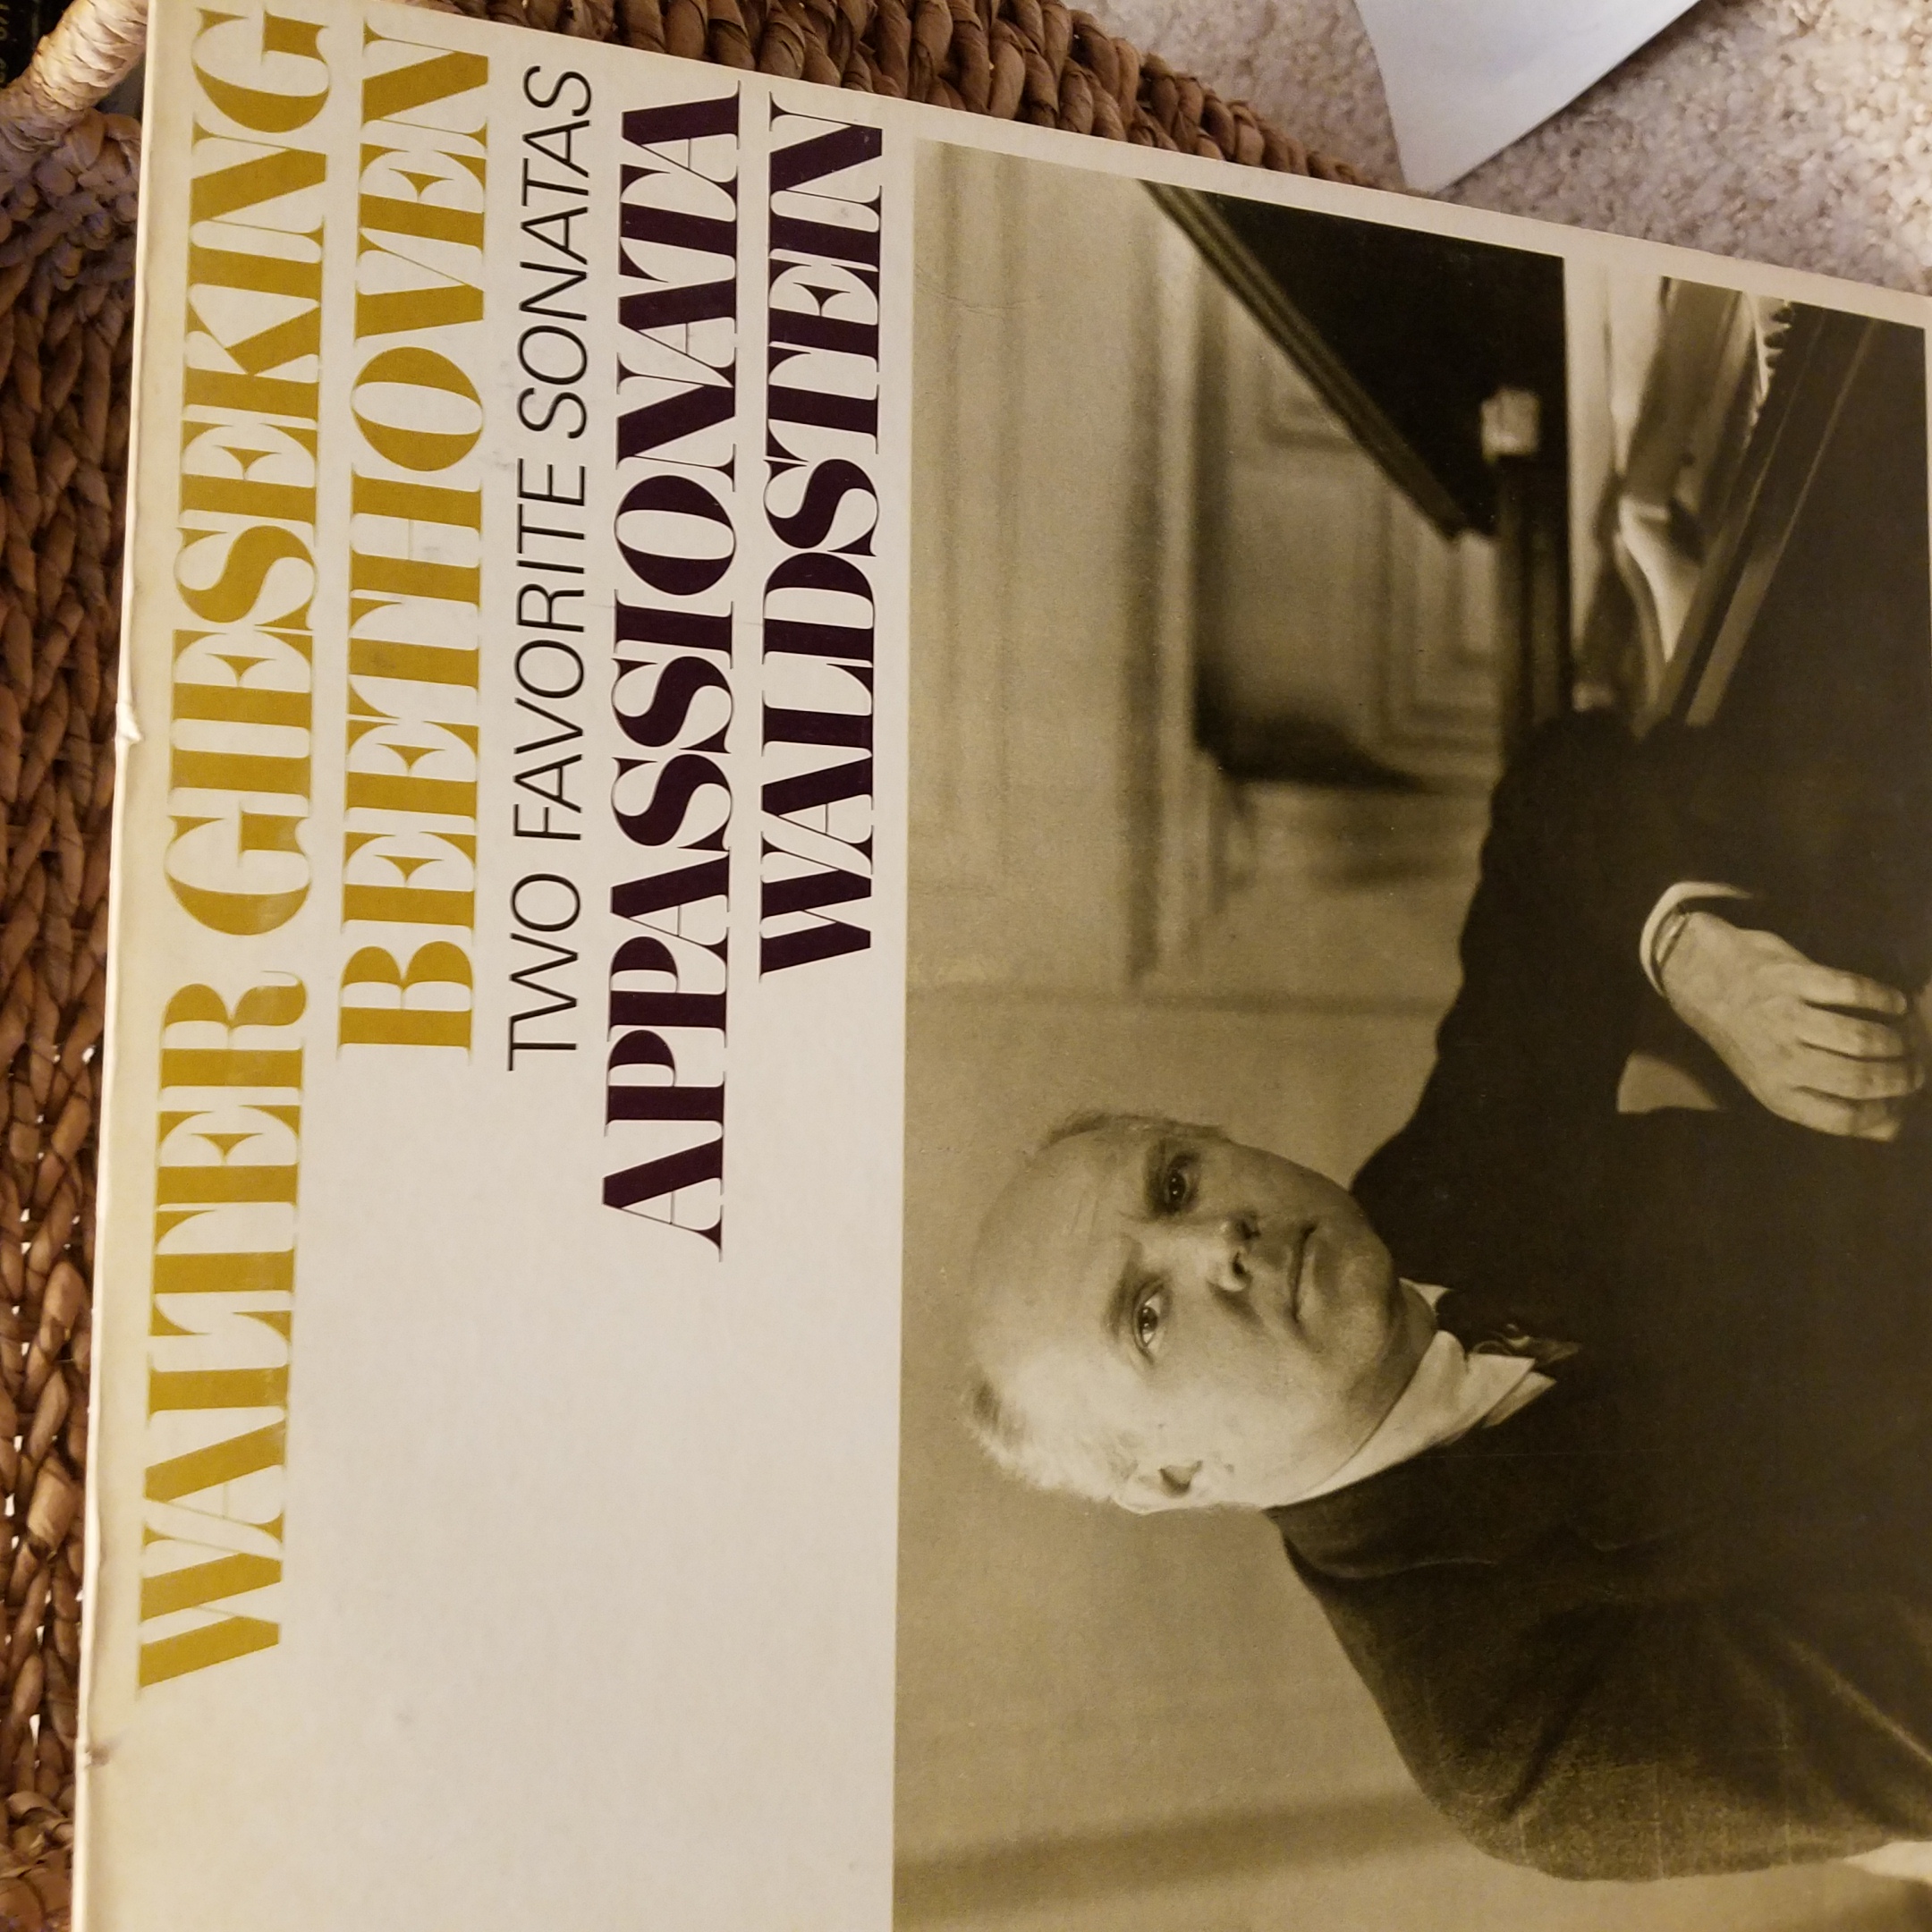 WALTER GIESEKING
BEETHOVEN
TWO FAVORITE SONATAS
APPASSIONATA
WALDSTEIN